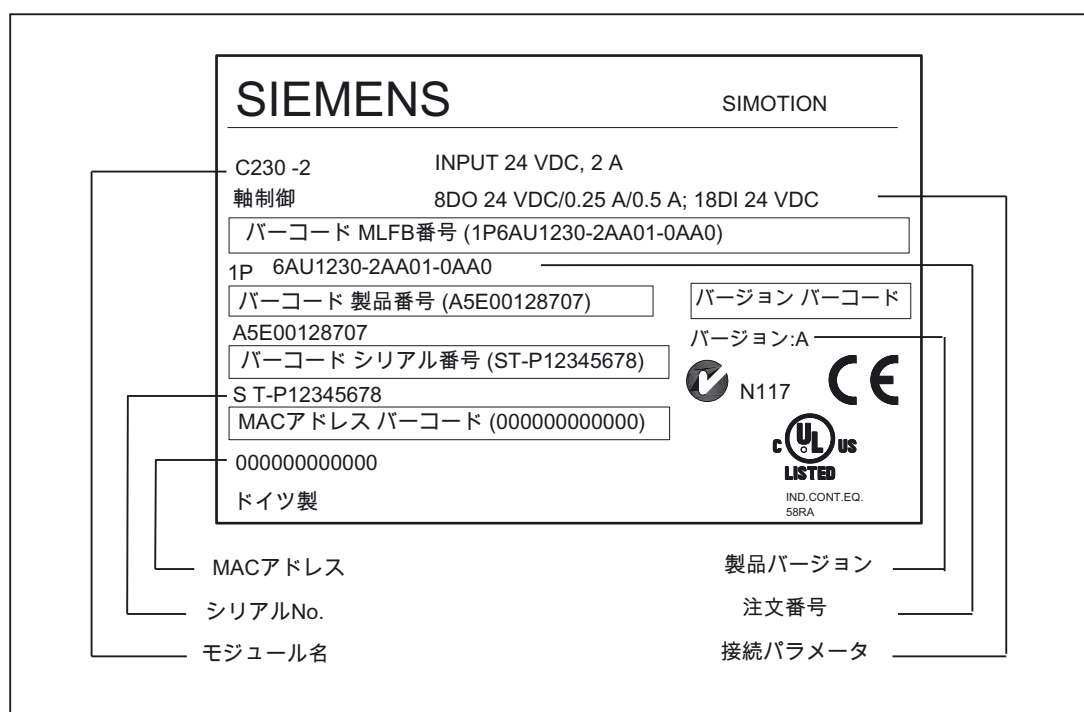 SIEMENS
SIMOTION
C230 -2
INPUT 24 VDC, 2 A
軸制御
8DO 24 VDC/0.25 A/0.5 A; 18DI 24 VDC
バーコード MLFB番号 (1P6AU1230-2AA01-0AA0)
1P 6AU1230-2AA01-0AA0
バーコード 製品番号 (A5E00128707)
バージョン バーコード
A5E00128707
バージョン:A
バーコード シリアル番号 (ST-P12345678)
N117
CE
S T-P12345678
MACアドレス バーコード (000000000000)
C UL US
LISTED
000000000000
IND.CONT.EQ.
58RA
ドイツ製
MACアドレス
製品バージョン
シリアルNo.
注文番号
モジュール名
接続パラメータ